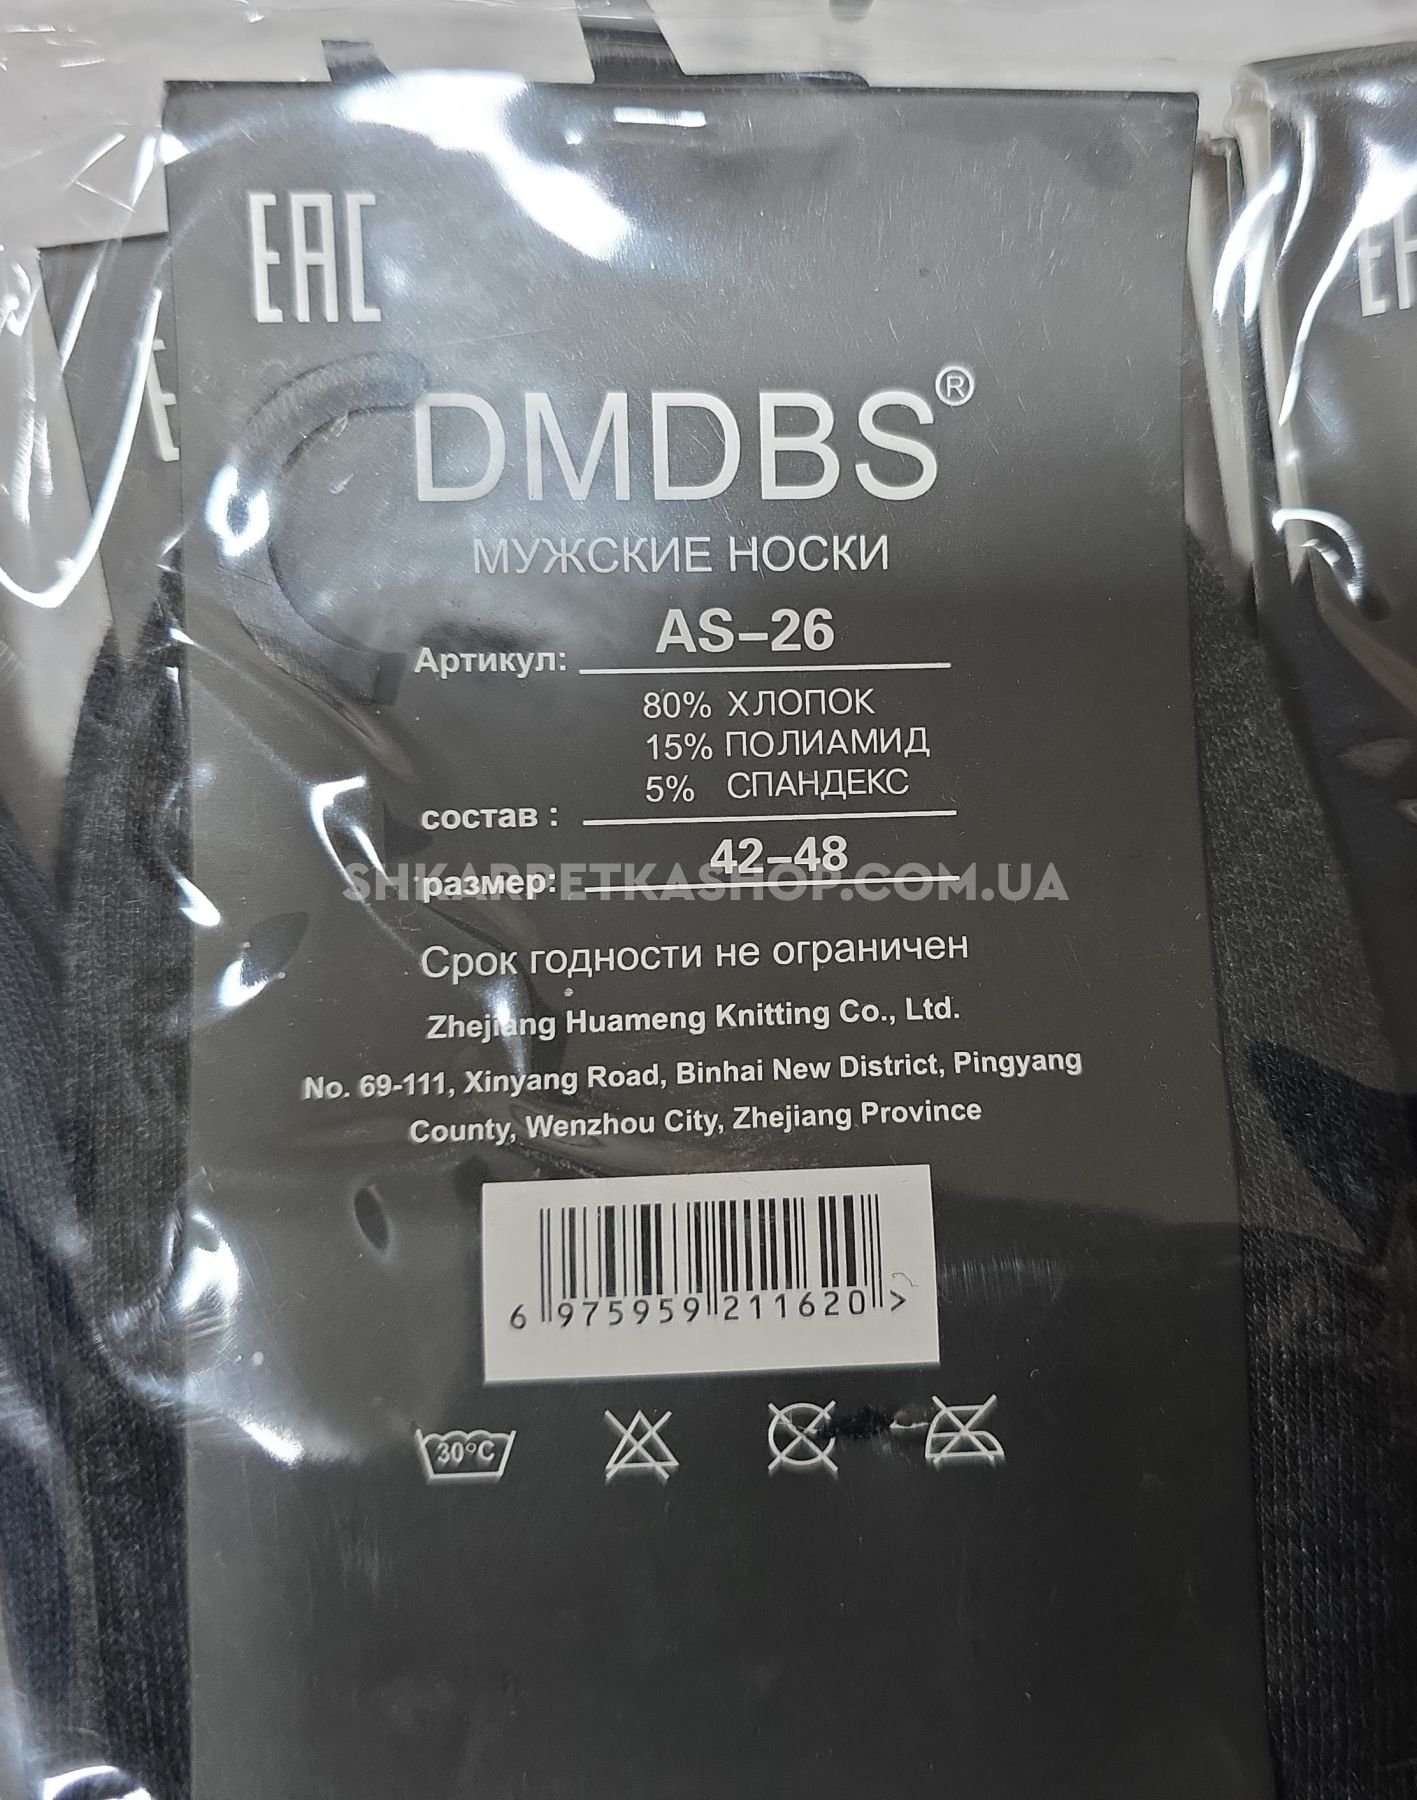 EAC
DMDBS®
МУЖСКИЕ НОСКИ
Артикул: AS-26
80% ХЛОПОК
15% ПОЛИАМИД
5% СПАНДЕКС
состав :
размер: 42-48
SHKARPETKASHOP.COM.UA
Срок годности не ограничен
Zhejiang Huameng Knitting Co., Ltd.
No. 69-111, Xinyang Road, Binhai New District, Pingyang
County, Wenzhou City, Zhejiang Province
6 975959 211620 >
30°C